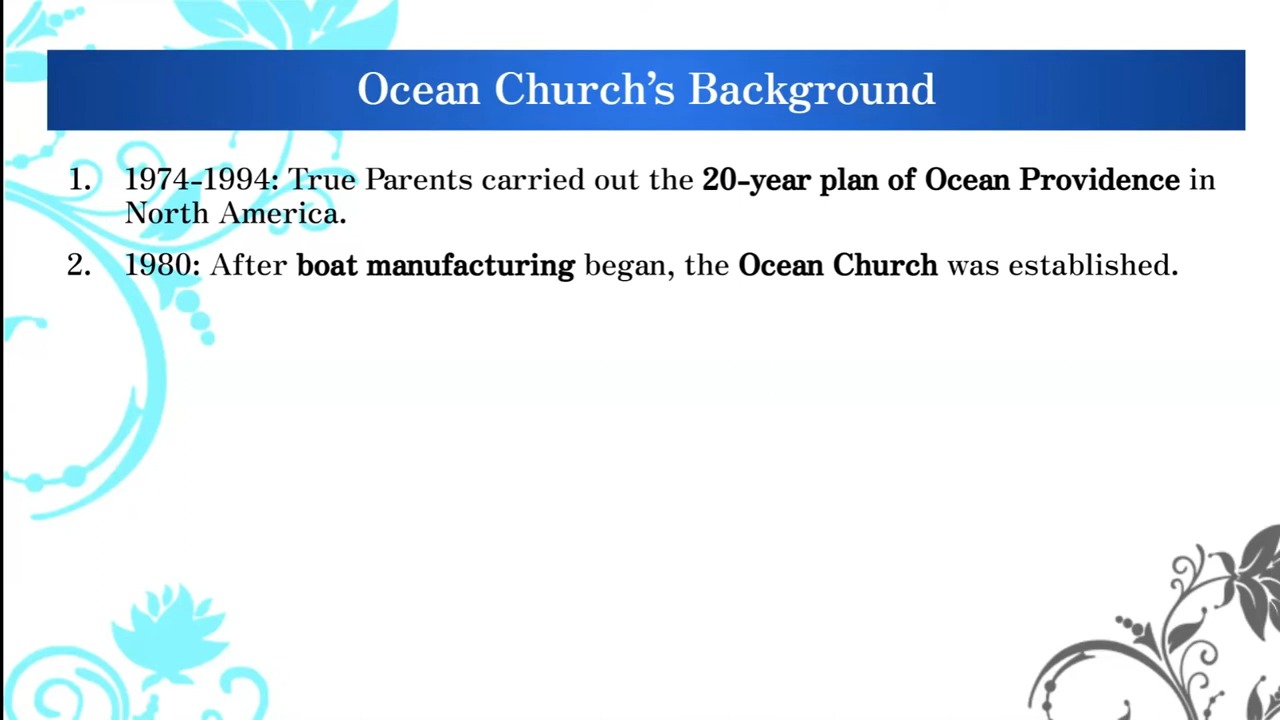 Ocean Church’s Background
1. 1974-1994: True Parents carried out the 20-year plan of Ocean Providence in
North America.
2. 1980: After boat manufacturing began, the Ocean Church was established.